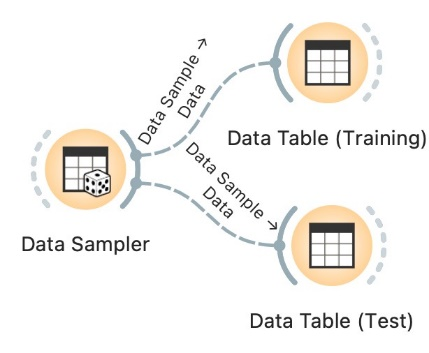 Data Sample →
Data
Data Table (Training)
Data Sample →
Data
Data Sampler
Data Table (Test)